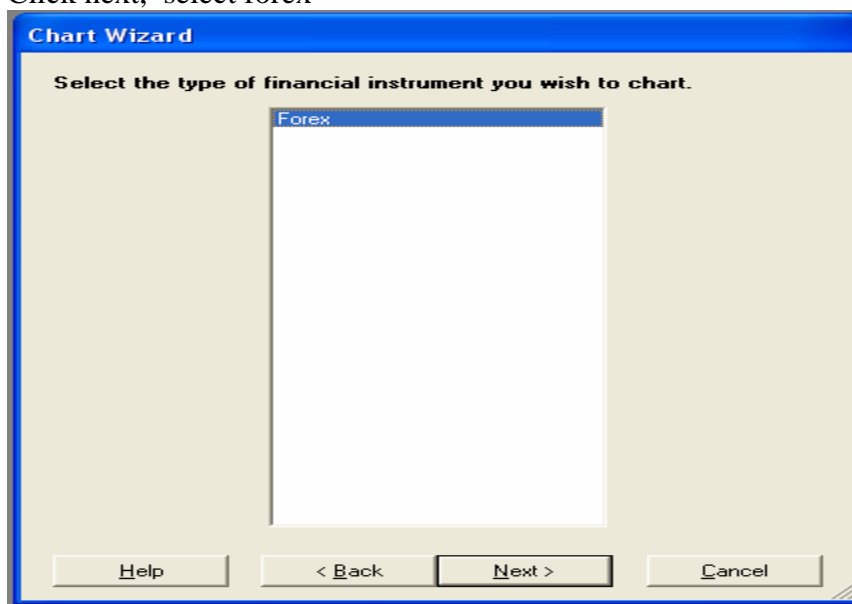 Click next, select forex
Chart Wizard
Select the type of financial instrument you wish to chart.
Forex
Help
< Back
Next >
Cancel